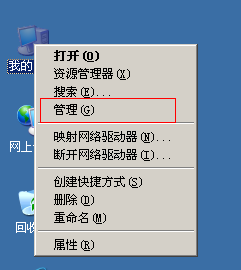 我的
打开(O)
资源管理器(X)
搜索(E)...
管理(G)
网上
映射网络驱动器(N)...
断开网络驱动器(I)...
创建快捷方式(S)
删除(D)
回收
重命名(M)
属性(R)